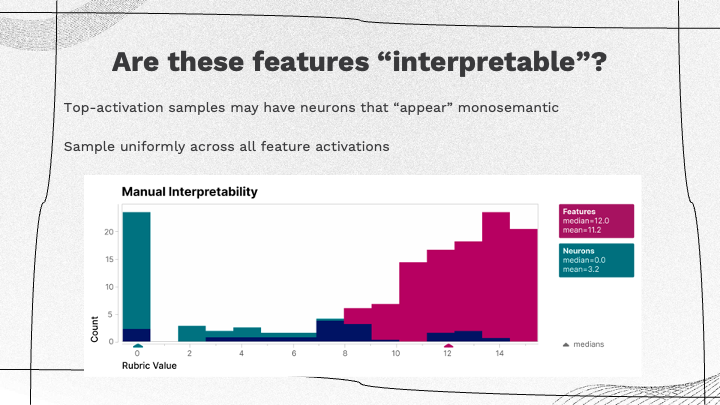 Are these features “interpretable”?
Top-activation samples may have neurons that “appear” monosemantic
Sample uniformly across all feature activations
Manual Interpretability
Features
median=12.0
mean=11.2
Neurons
median=0.0
mean=3.2
Count
20
15
10
5
0
0 2 4 6 8 10 12 14
medians
Rubric Value